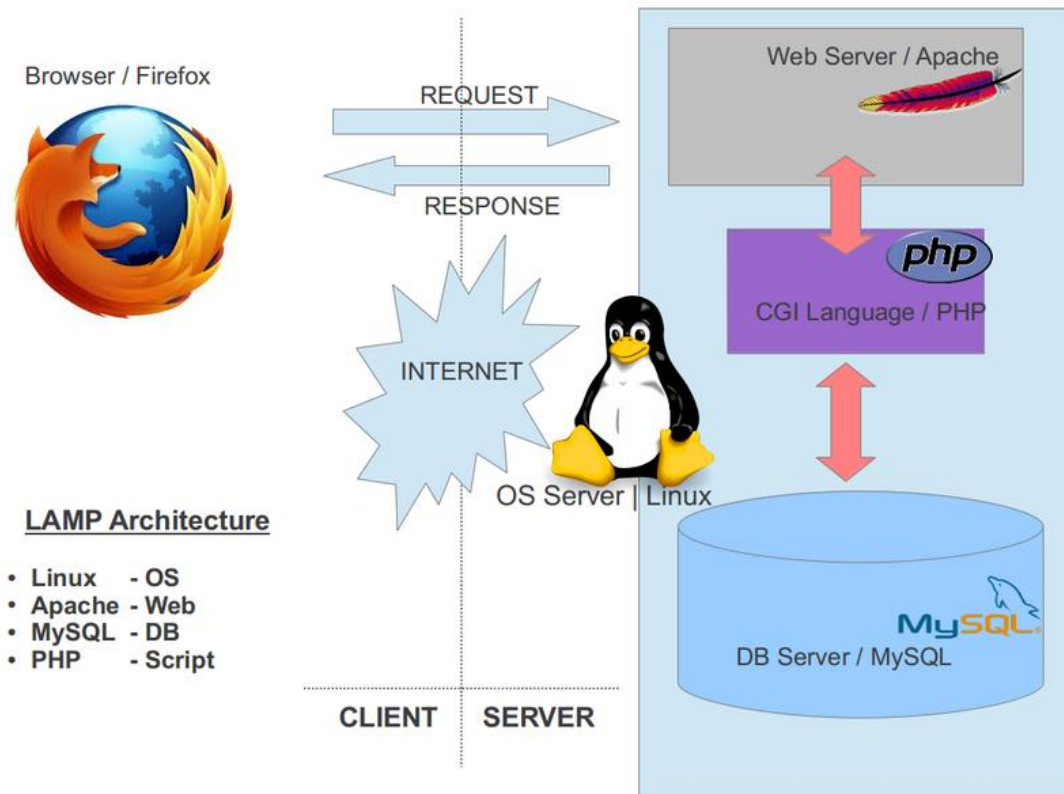 Browser / Firefox
REQUEST
RESPONSE
INTERNET
OS Server | Linux
Web Server / Apache
php
CGI Language / PHP
MySQL
DB Server / MySQL
LAMP Architecture
• Linux - OS
• Apache - Web
• MySQL - DB
• PHP - Script
CLIENT SERVER